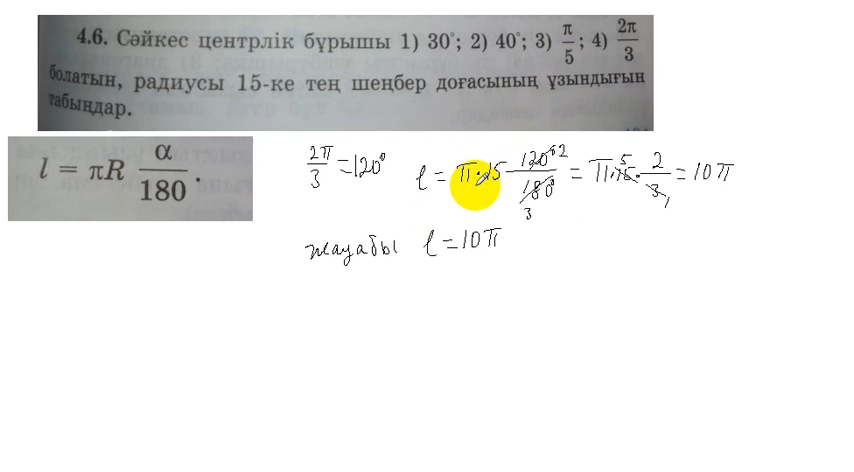 4.6. Сәйкес центрлік бұрышы 1) 30°; 2) 40°; 3) π/5; 4) 2π/3
болатын, радиусы 15-ке тең шеңбер доғасының ұзындығын
табыңдар.
l = πR α/180.
2π/3 = 120° l = π·15 120°/180° = π·15·2/3 = 10π
жауабы l = 10π